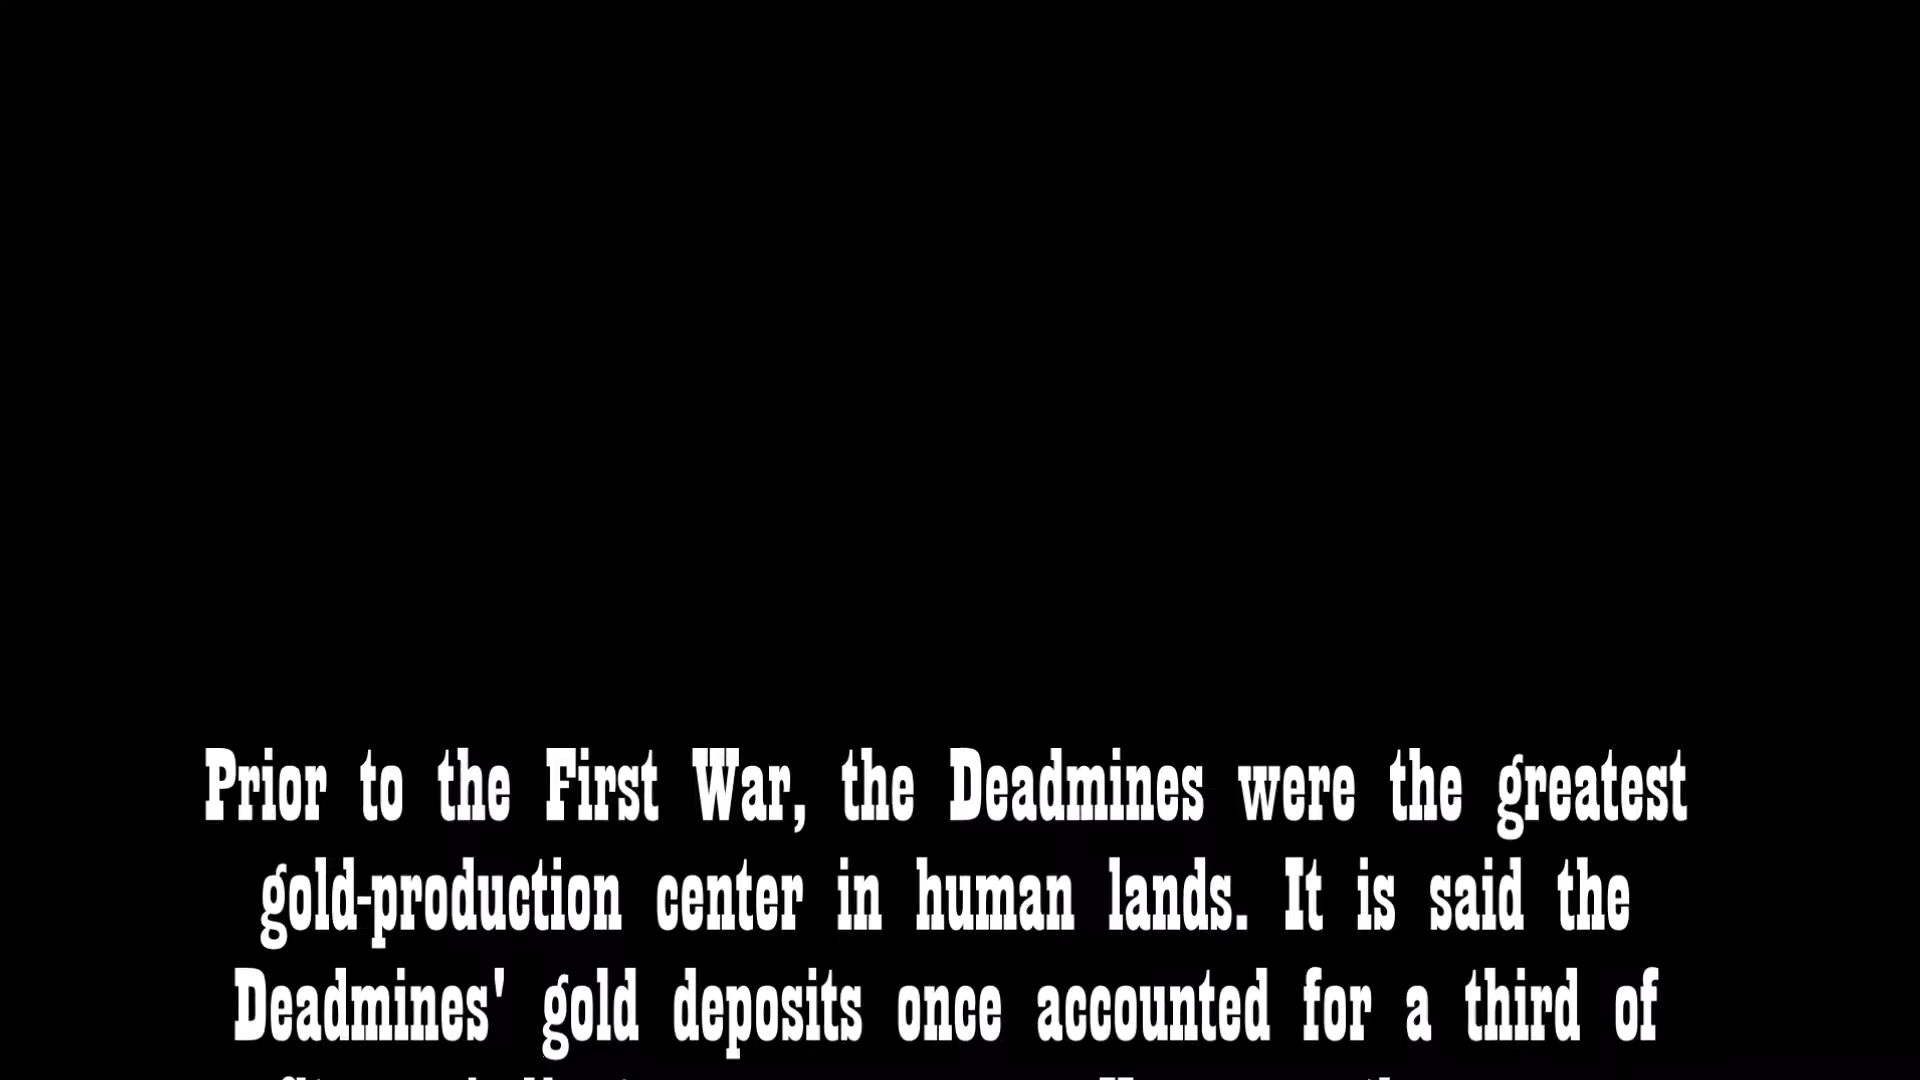 Prior to the First War, the Deadmines were the greatest
gold-production center in human lands. It is said the
Deadmines' gold deposits once accounted for a third of